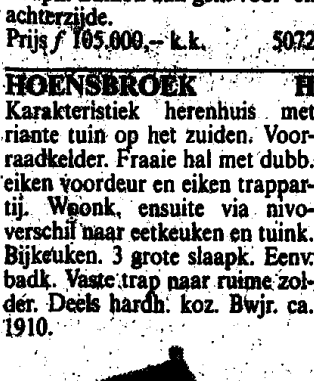 achterzijde.
Prijs ƒ 105.000,– k.k. 5072
HOENSBROEK H
Karakteristiek herenhuis met
riante tuin op het zuiden. Voor-
raadkelder. Fraaie hal met dubb.
eiken voordeur en eiken trappar-
tij. Woonk. ensuite via nivo-
verschil naar eetkeuken en tuink.
Bijkeuken. 3 grote slaapk. Eenv.
badk. Vaste trap naar ruime zol-
der. Deels hardh. koz. Bwjr. ca.
1910.